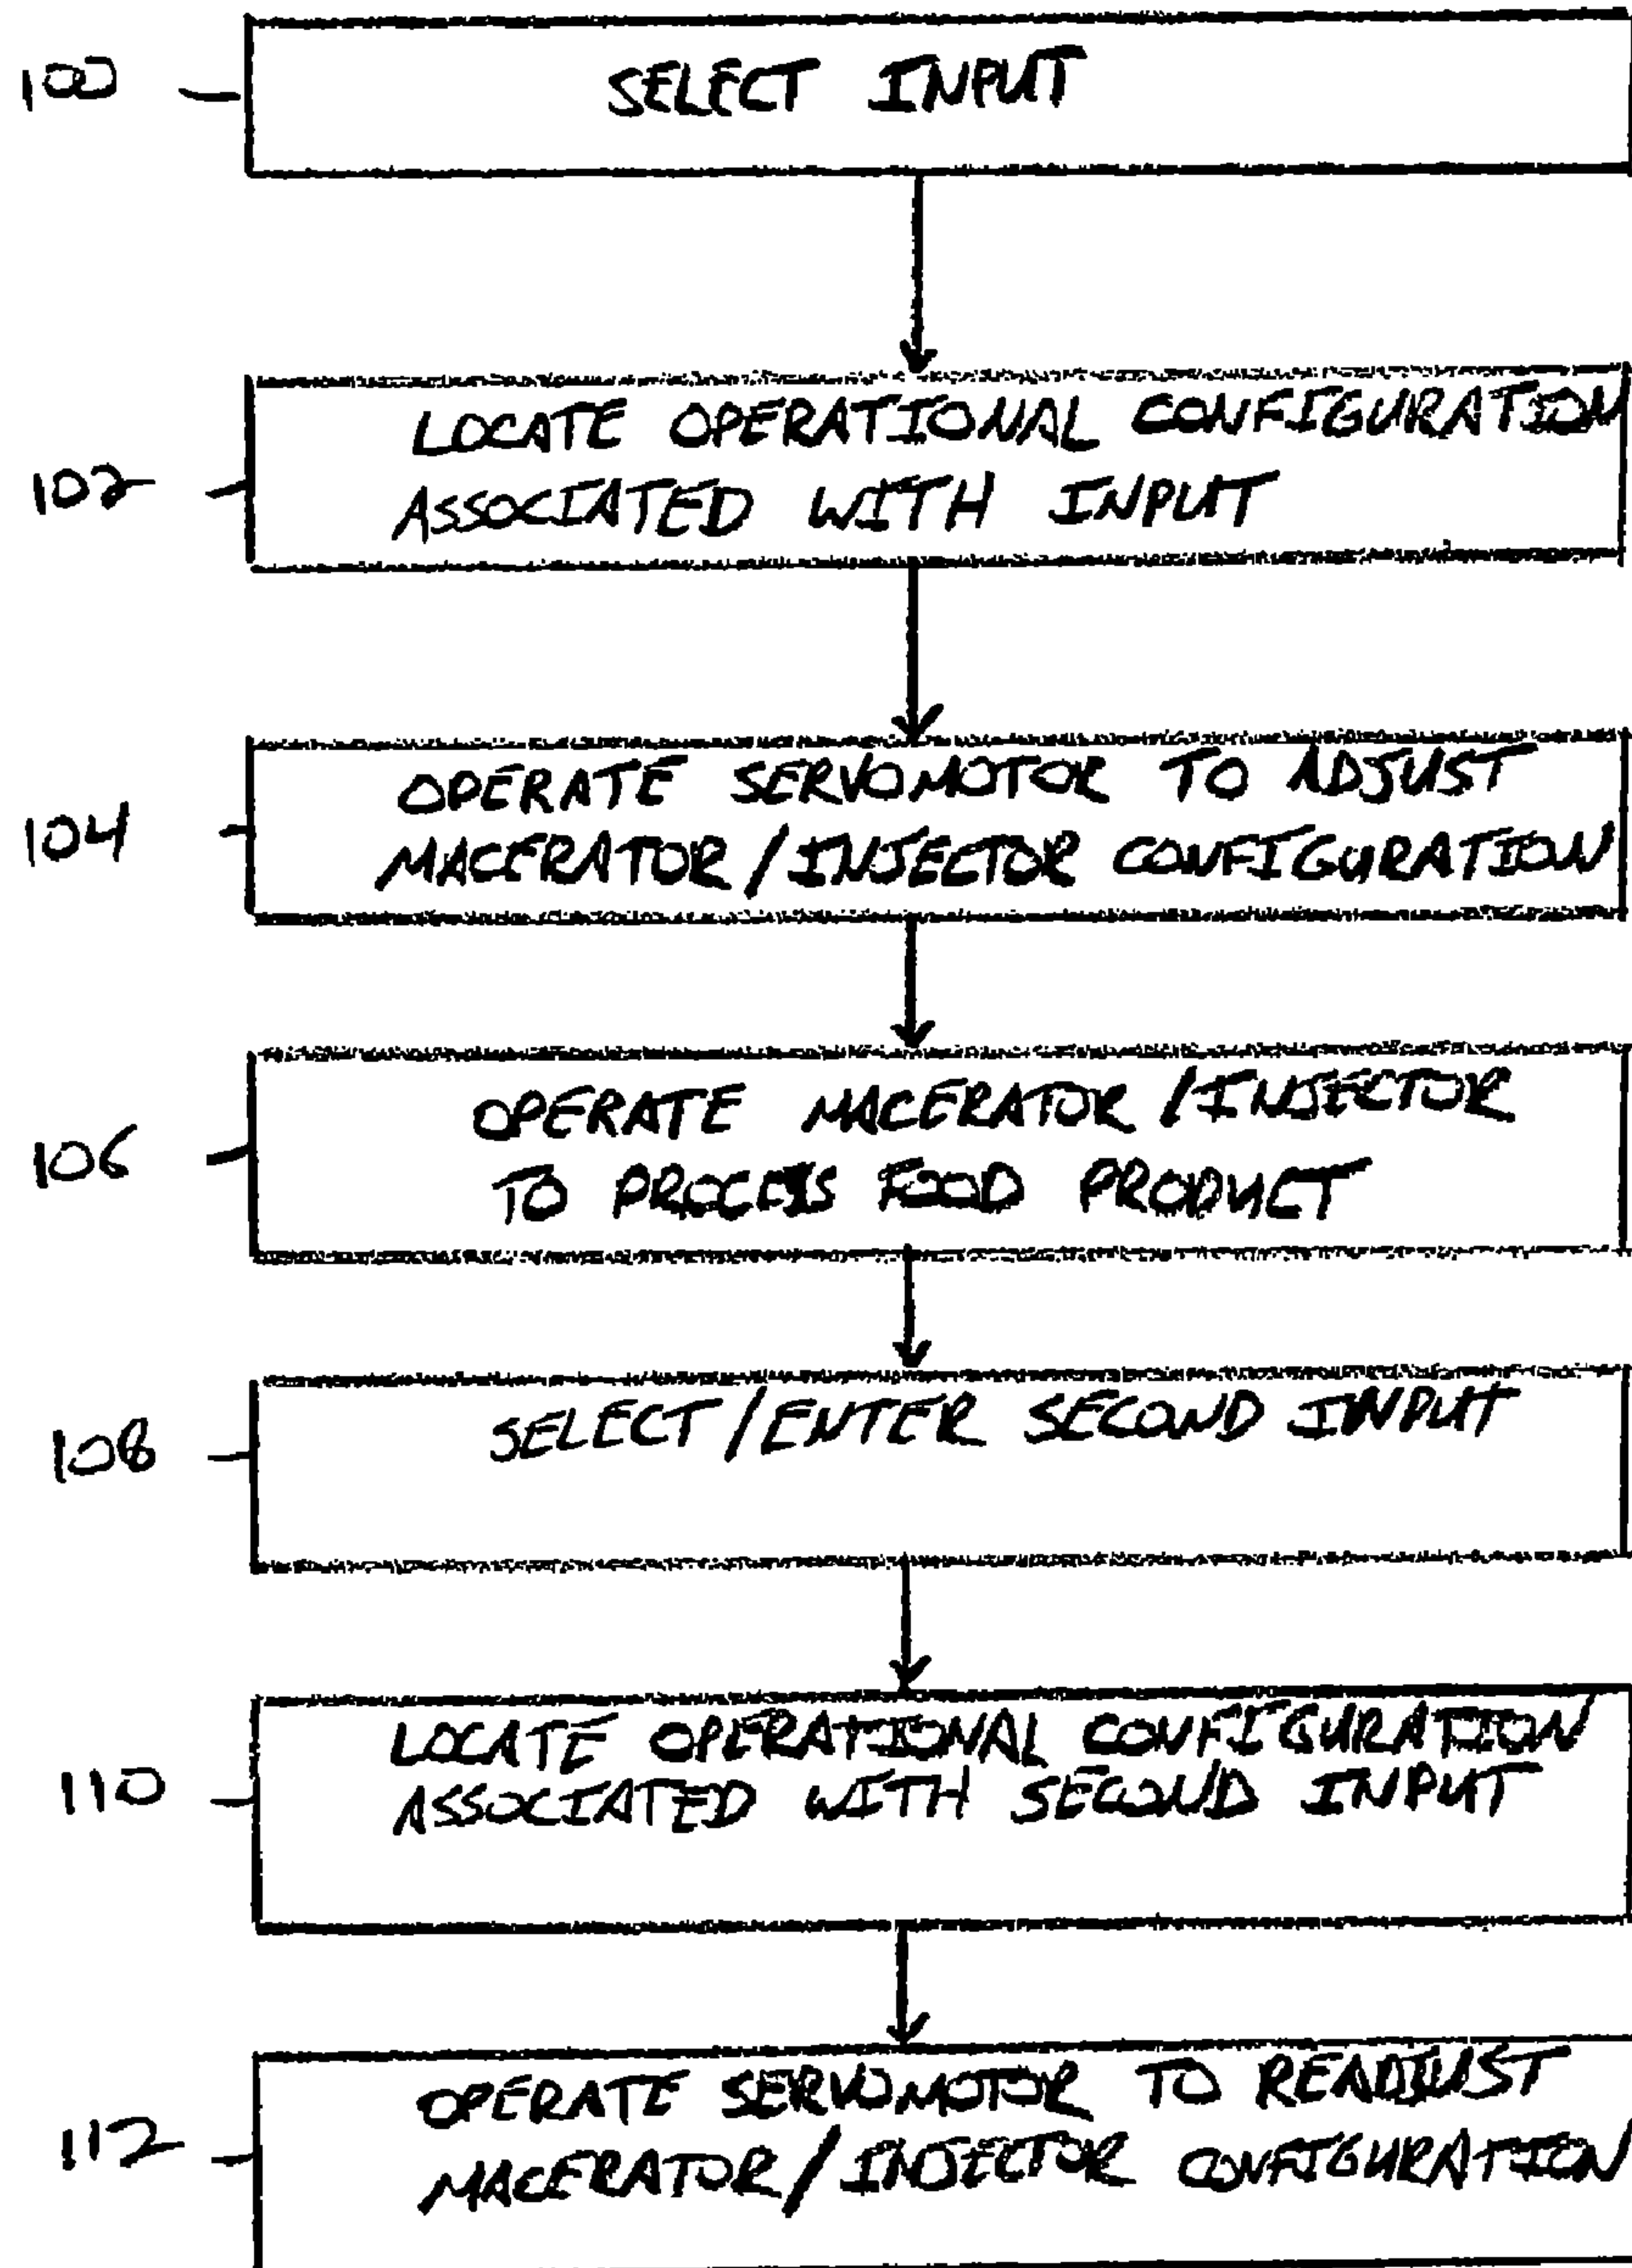 100
SELECT INPUT
102
LOCATE OPERATIONAL CONFIGURATION
ASSOCIATED WITH INPUT
104
OPERATE SERVOMOTOR TO ADJUST
MACERATOR/INJECTOR CONFIGURATION
106
OPERATE MACERATOR/INJECTOR
TO PROCESS FOOD PRODUCT
108
SELECT/ENTER SECOND INPUT
110
LOCATE OPERATIONAL CONFIGURATION
ASSOCIATED WITH SECOND INPUT
112
OPERATE SERVOMOTOR TO READJUST
MACERATOR/INJECTOR CONFIGURATION